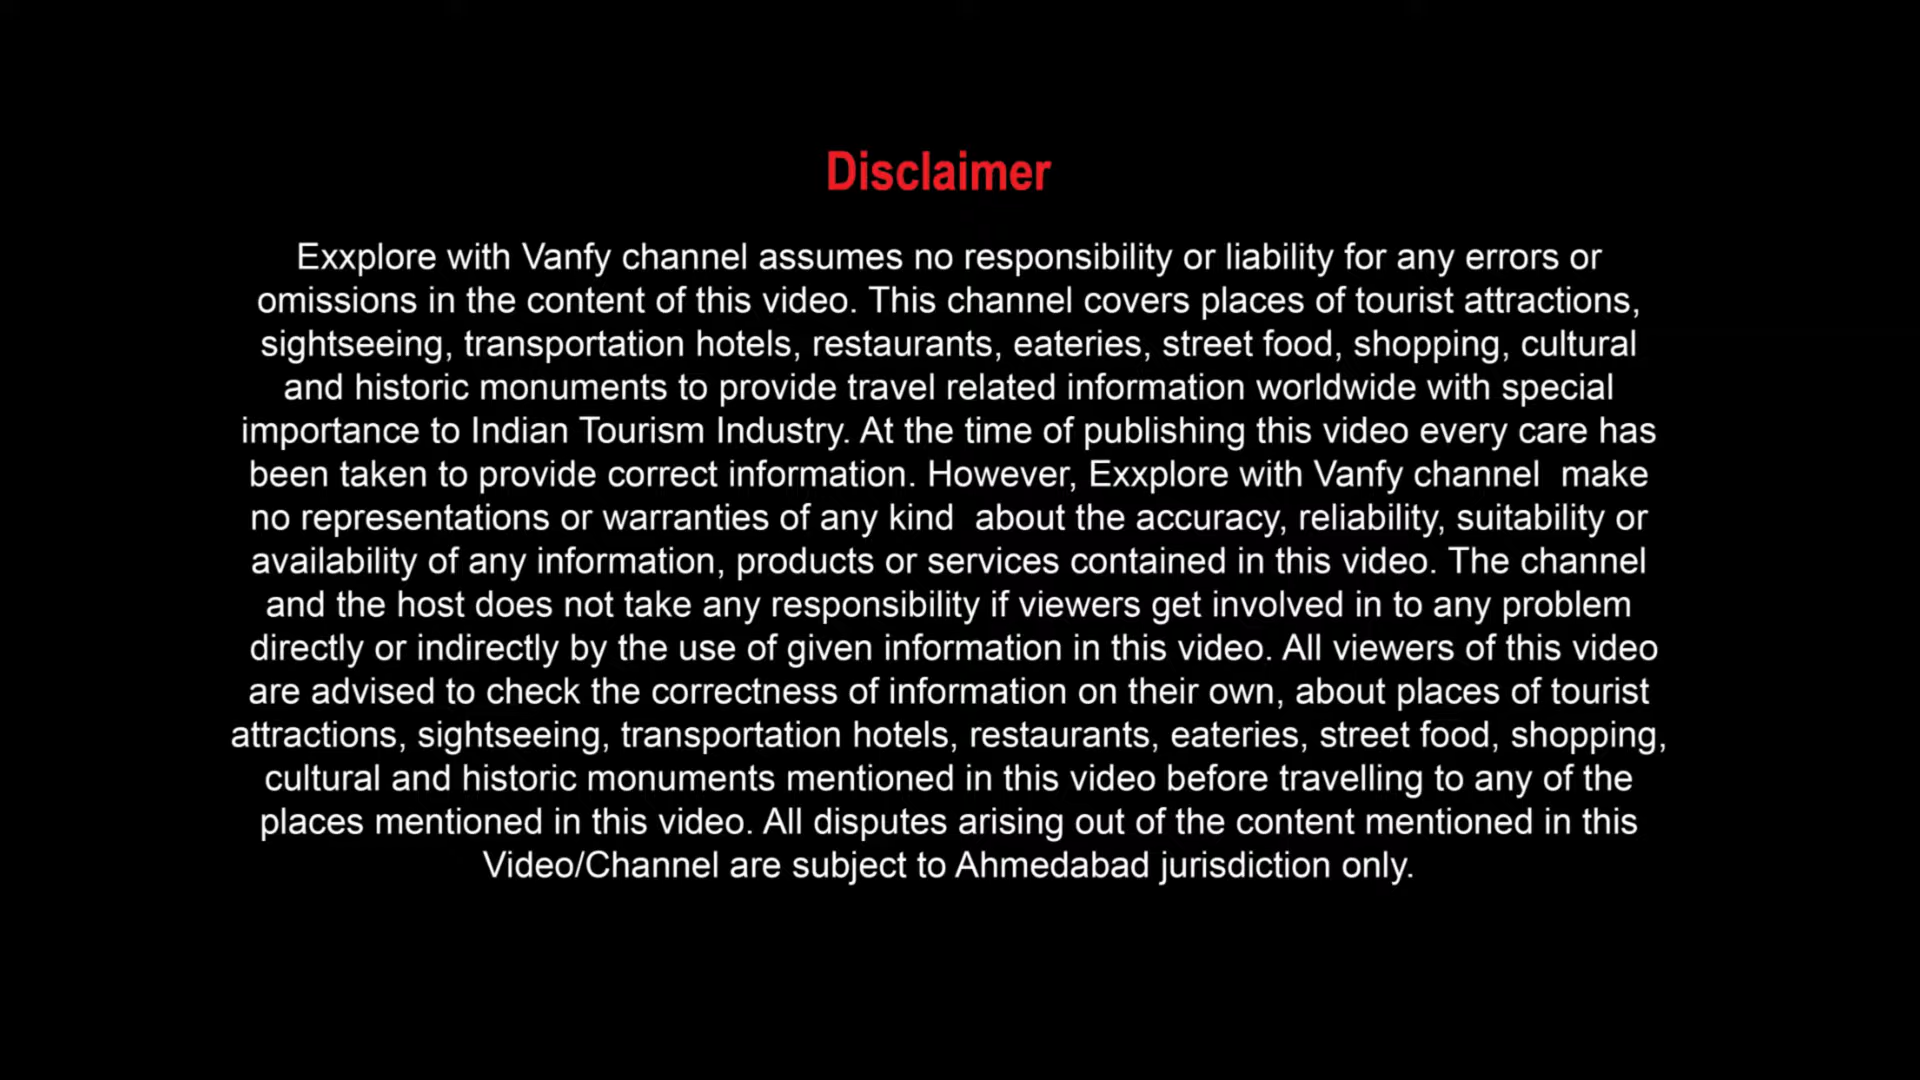 Disclaimer
Exxplore with Vanfy channel assumes no responsibility or liability for any errors or
omissions in the content of this video. This channel covers places of tourist attractions,
sightseeing, transportation hotels, restaurants, eateries, street food, shopping, cultural
and historic monuments to provide travel related information worldwide with special
importance to Indian Tourism Industry. At the time of publishing this video every care has
been taken to provide correct information. However, Exxplore with Vanfy channel  make
no representations or warranties of any kind  about the accuracy, reliability, suitability or
availability of any information, products or services contained in this video. The channel
and the host does not take any responsibility if viewers get involved in to any problem
directly or indirectly by the use of given information in this video. All viewers of this video
are advised to check the correctness of information on their own, about places of tourist
attractions, sightseeing, transportation hotels, restaurants, eateries, street food, shopping,
cultural and historic monuments mentioned in this video before travelling to any of the
places mentioned in this video. All disputes arising out of the content mentioned in this
Video/Channel are subject to Ahmedabad jurisdiction only.